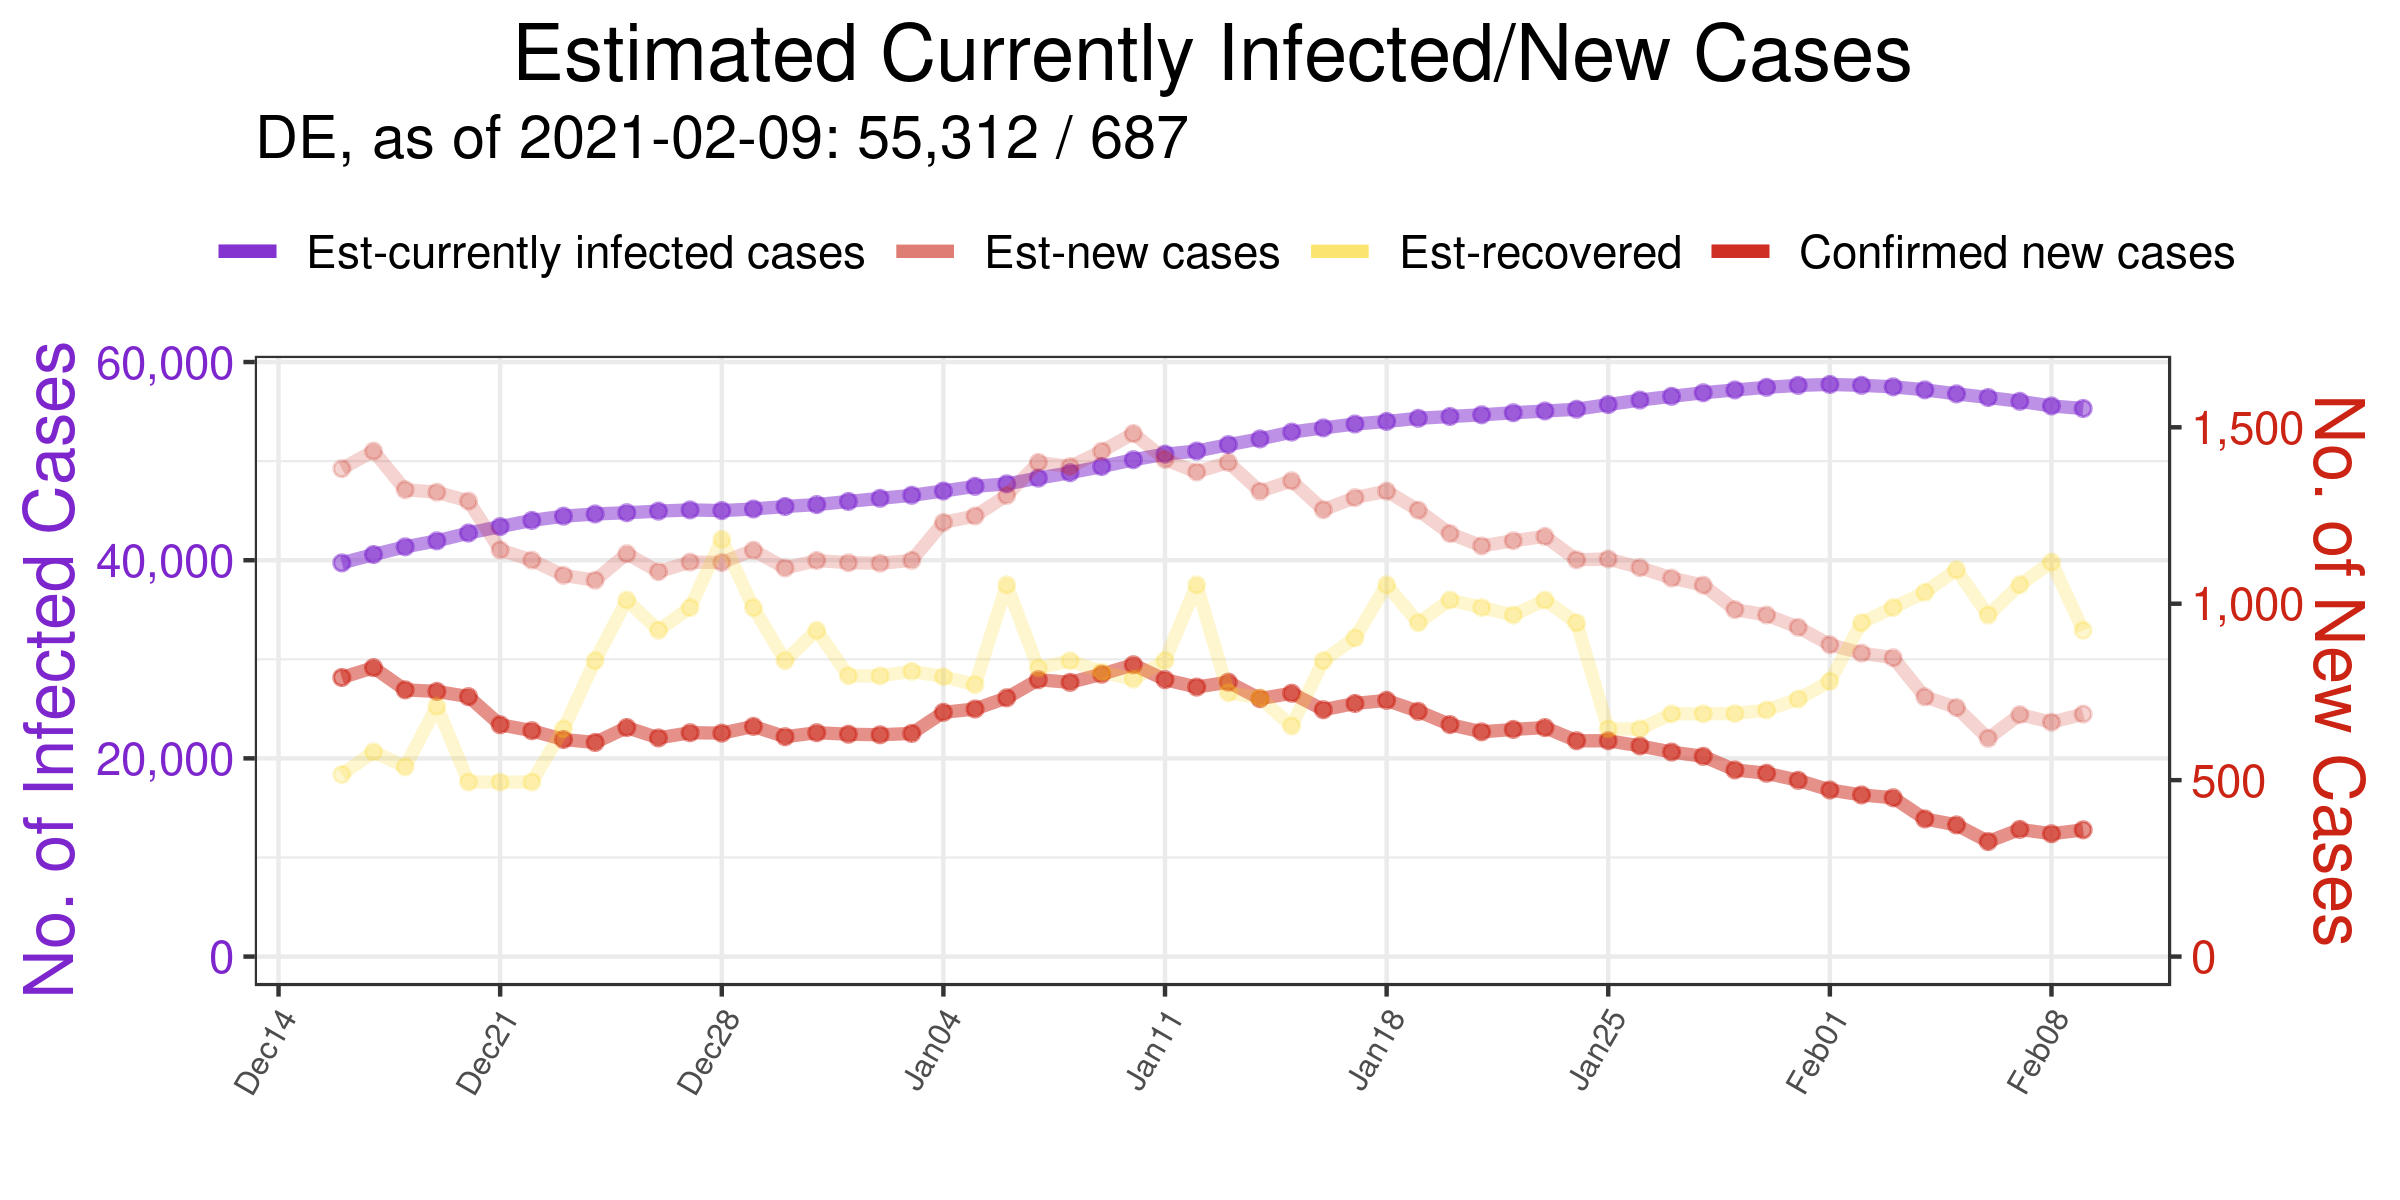 Estimated Currently Infected/New Cases
DE, as of 2021-02-09: 55,312 / 687
Est-currently infected cases Est-new cases Est-recovered Confirmed new cases
No. of Infected Cases
60,000
40,000
20,000
0
1,500
1,000
500
0
No. of New Cases
Dec14 Dec21 Dec28 Jan04 Jan11 Jan18 Jan25 Feb01 Feb08